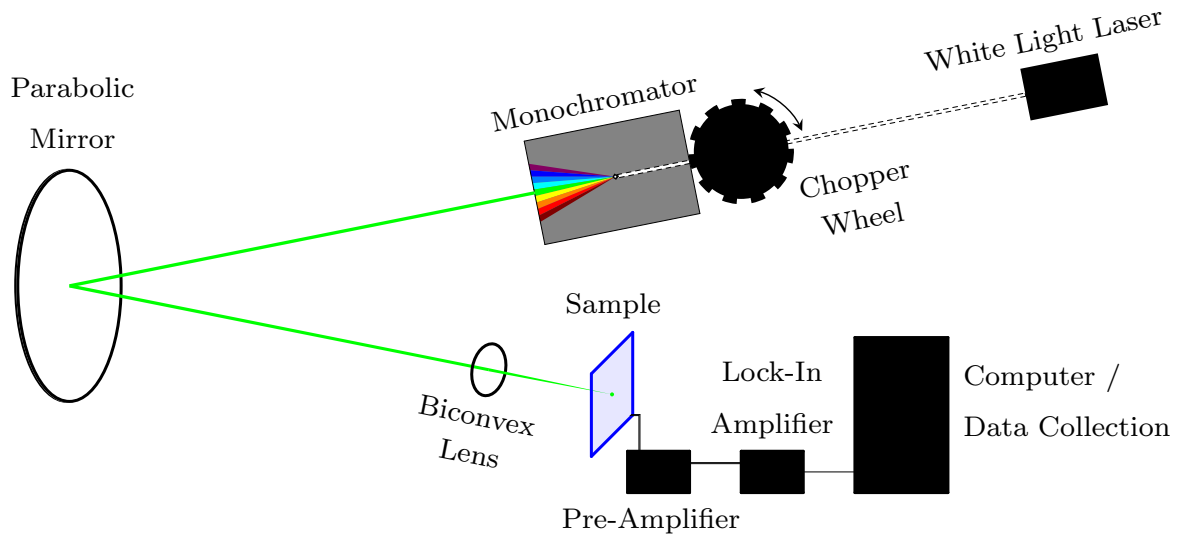 White Light Laser
Parabolic
Mirror
Monochromator
Chopper
Wheel
Sample
Lock-In
Amplifier
Computer /
Data Collection
Biconvex
Lens
Pre-Amplifier